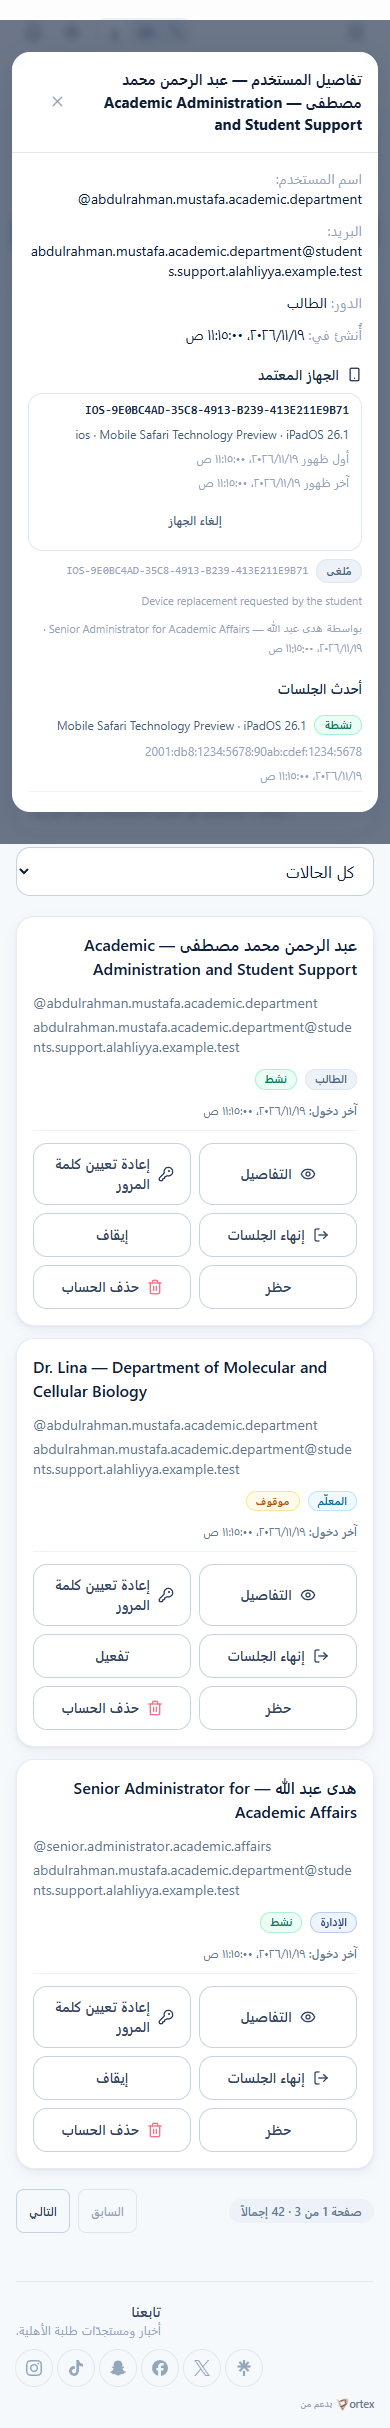 تفاصيل المستخدم — عبد الرحمن محمد
مصطفى — Academic Administration
and Student Support
اسم المستخدم:
@abdulrahman.mustafa.academic.department
البريد:
abdulrahman.mustafa.academic.department@student
s.support.alahliyya.example.test
الدور: الطالب
أُنشئ في: ١٩‏/١١‏/٢٠٢٦، ١١:١٥:٠٠ ص
الجهاز المعتمد
IOS-9E0BC4AD-35C8-4913-B239-413E211E9B71
ios · Mobile Safari Technology Preview · iPadOS 26.1
أول ظهور ١٩‏/١١‏/٢٠٢٦، ١١:١٥:٠٠ ص
آخر ظهور ١٩‏/١١‏/٢٠٢٦، ١١:١٥:٠٠ ص
إلغاء الجهاز
مُلغى IOS-9E0BC4AD-35C8-4913-B239-413E211E9B71
Device replacement requested by the student
بواسطة هدى عبد الله — Senior Administrator for Academic Affairs ·
١٩‏/١١‏/٢٠٢٦، ١١:١٥:٠٠ ص
أحدث الجلسات
نشطة Mobile Safari Technology Preview · iPadOS 26.1
2001:db8:1234:5678:90ab:cdef:1234:5678
١٩‏/١١‏/٢٠٢٦، ١١:١٥:٠٠ ص
كل الحالات
عبد الرحمن محمد مصطفى — Academic
Administration and Student Support
@abdulrahman.mustafa.academic.department
abdulrahman.mustafa.academic.department@stude
nts.support.alahliyya.example.test
الطالب نشط
آخر دخول: ١٩‏/١١‏/٢٠٢٦، ١١:١٥:٠٠ ص
التفاصيل إعادة تعيين كلمة
المرور
إنهاء الجلسات إيقاف
حظر حذف الحساب
Dr. Lina — Department of Molecular and
Cellular Biology
@abdulrahman.mustafa.academic.department
abdulrahman.mustafa.academic.department@stude
nts.support.alahliyya.example.test
المعلّم موقوف
آخر دخول: ١٩‏/١١‏/٢٠٢٦، ١١:١٥:٠٠ ص
التفاصيل إعادة تعيين كلمة
المرور
إنهاء الجلسات تفعيل
حظر حذف الحساب
هدى عبد الله — Senior Administrator for
Academic Affairs
@senior.administrator.academic.affairs
abdulrahman.mustafa.academic.department@stude
nts.support.alahliyya.example.test
الإدارة نشط
آخر دخول: ١٩‏/١١‏/٢٠٢٦، ١١:١٥:٠٠ ص
التفاصيل إعادة تعيين كلمة
المرور
إنهاء الجلسات إيقاف
حظر حذف الحساب
صفحة 1 من 3 · 42 إجمالاً السابق التالي
تابعنا
أخبار ومستجدّات طلبة الأهلية.
بدعم من ortex